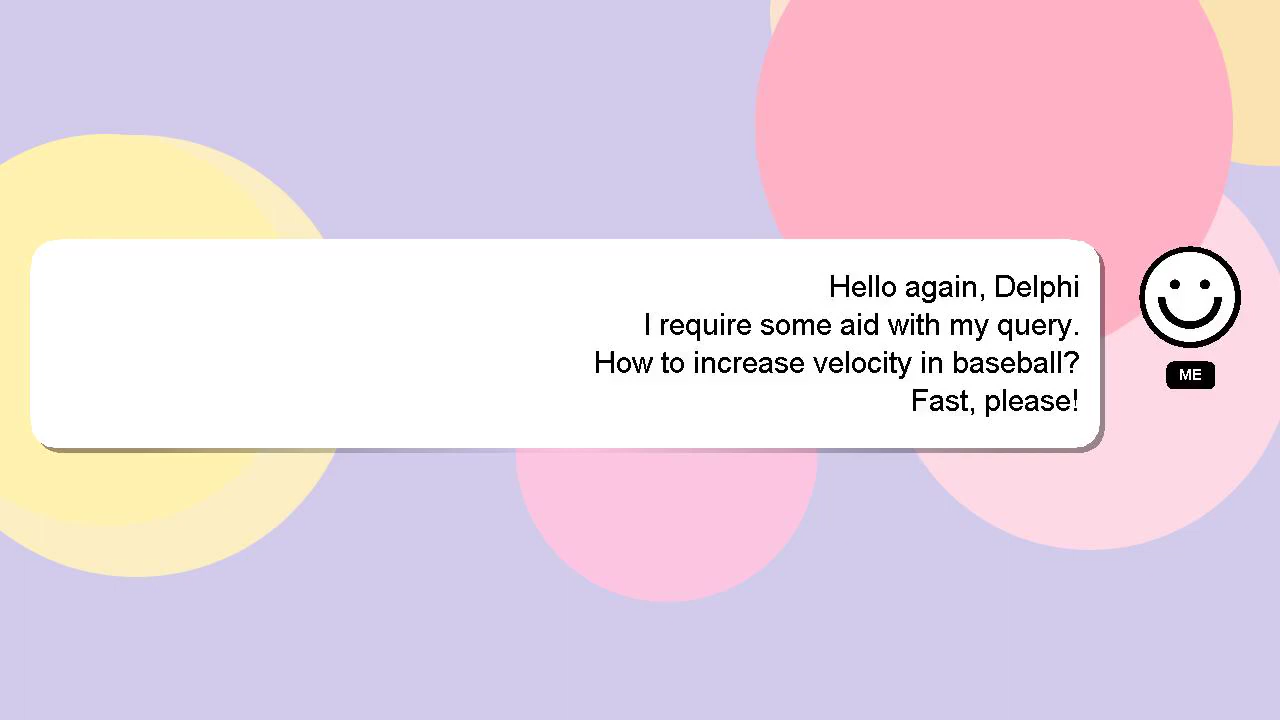 Hello again, Delphi
I require some aid with my query.
How to increase velocity in baseball?
Fast, please!
ME